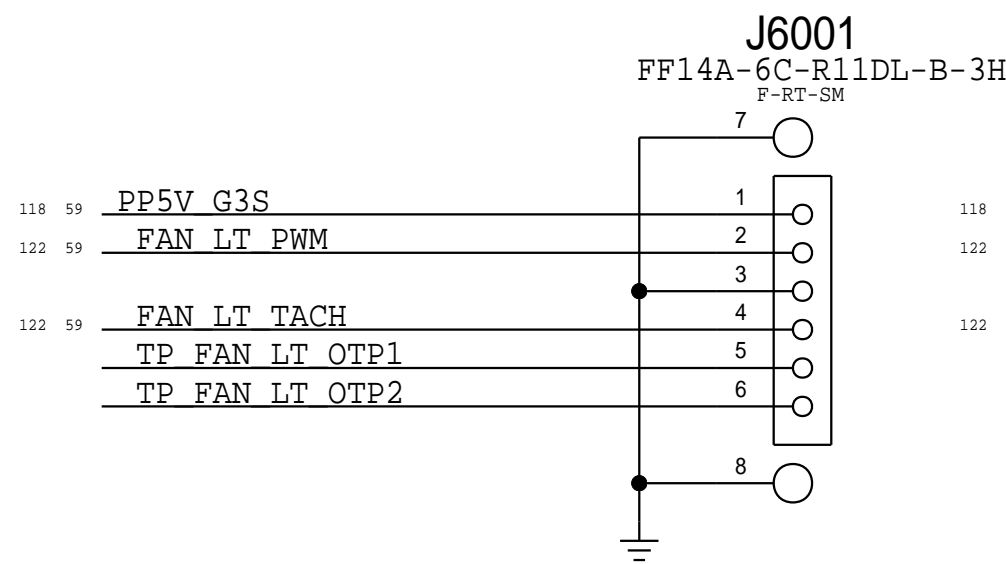 J6001
FF14A-6C-R11DL-B-3H
F-RT-SM
7
118 59 PP5V_G3S 1 118
122 59 FAN_LT_PWM 2 122
3
122 59 FAN_LT_TACH 4 122
TP_FAN_LT_OTP1 5
TP_FAN_LT_OTP2 6
8